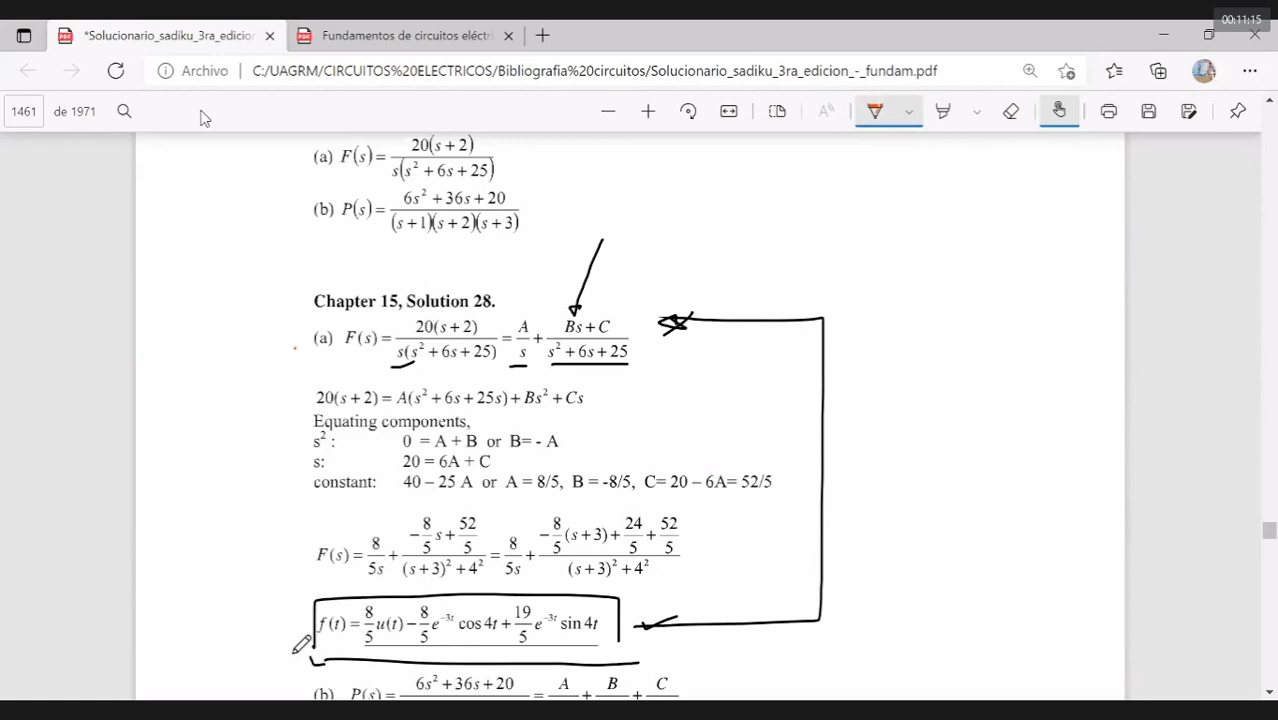 00:11:15
*Solucionario_sadiku_3ra_edicion
Fundamentos de circuitos eléctri
Archivo C:/UAGRM/CIRCUITOS%20ELECTRICOS/Bibliografia%20circuitos/Solucionario_sadiku_3ra_edicion_-_fundam.pdf
1461 de 1971
(a) F(s) = 20(s + 2) / s(s² + 6s + 25)
(b) P(s) = 6s² + 36s + 20 / (s + 1)(s + 2)(s + 3)
Chapter 15, Solution 28.
(a) F(s) = 20(s + 2) / s(s² + 6s + 25) = A / s + Bs + C / s² + 6s + 25
20(s + 2) = A(s² + 6s + 25s) + Bs² + Cs
Equating components,
s² : 0 = A + B or B= - A
s: 20 = 6A + C
constant: 40 – 25 A or A = 8/5, B = -8/5, C= 20 – 6A= 52/5
F(s) = 8/5s + (−8/5 s + 52/5) / (s + 3)² + 4² = 8/5s + (−8/5 (s + 3) + 24/5 + 52/5) / (s + 3)² + 4²
f(t) = 8/5 u(t) − 8/5 e⁻³ᵗ cos 4t + 19/5 e⁻³ᵗ sin 4t
(b) P(s) = 6s² + 36s + 20 = A + B + C